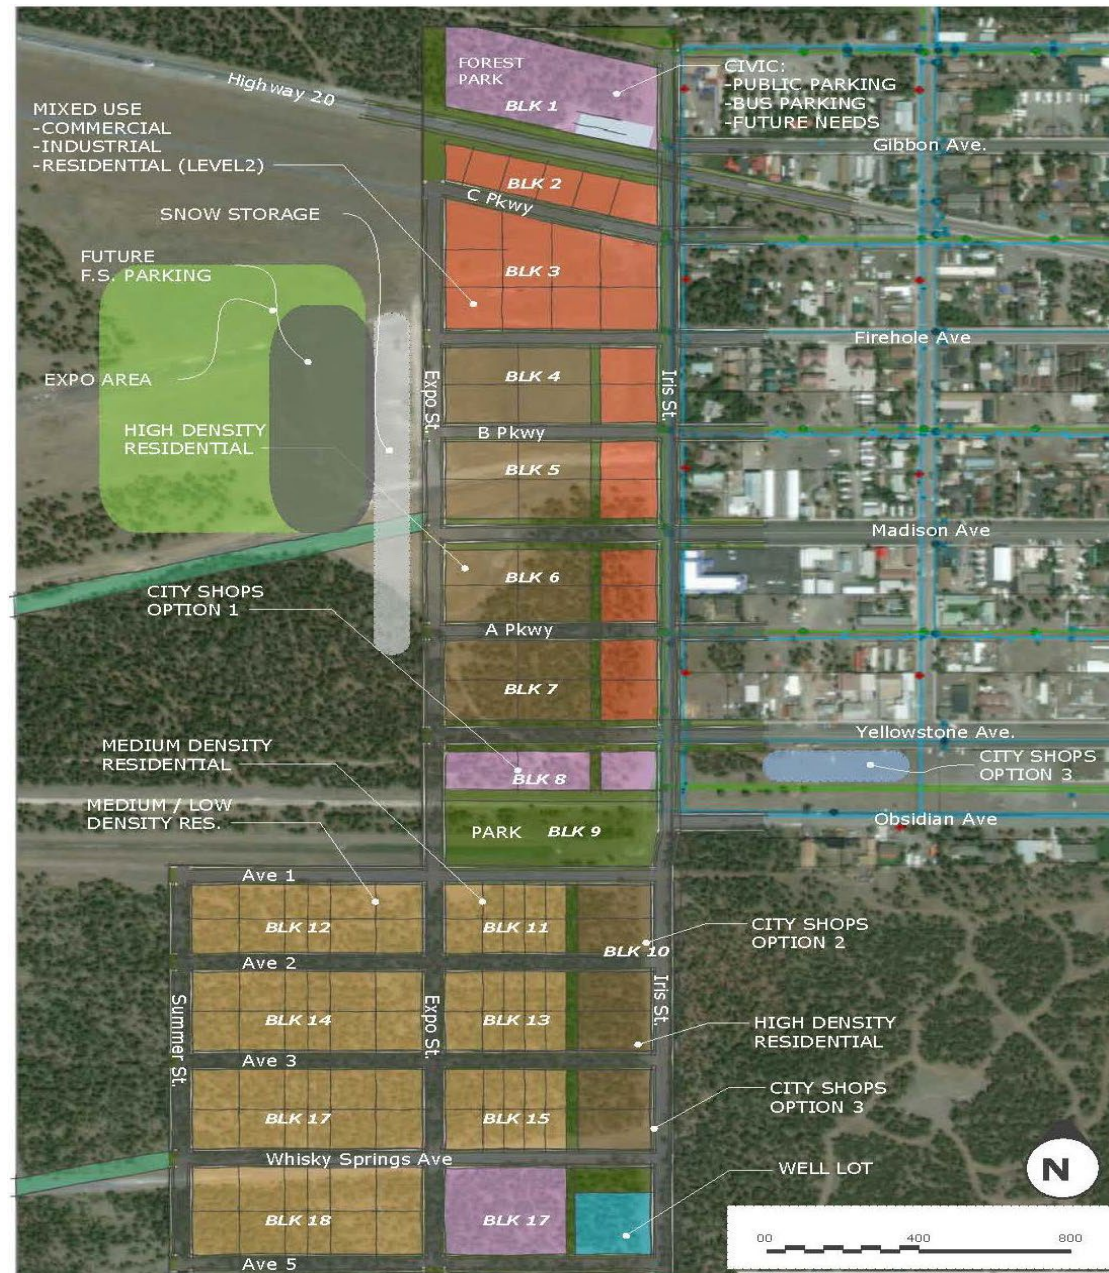 Highway 20
FOREST
PARK
BLK 1
CIVIC:
-PUBLIC PARKING
-BUS PARKING
-FUTURE NEEDS
Gibbon Ave.
MIXED USE
-COMMERCIAL
-INDUSTRIAL
-RESIDENTIAL (LEVEL2)
BLK 2
C Pkwy
SNOW STORAGE
FUTURE
F.S. PARKING
BLK 3
Firehole Ave
EXPO AREA
Expo St.
BLK 4
Iris St.
HIGH DENSITY
RESIDENTIAL
B Pkwy
BLK 5
Madison Ave
CITY SHOPS
OPTION 1
BLK 6
A Pkwy
BLK 7
Yellowstone Ave.
MEDIUM DENSITY
RESIDENTIAL
BLK 8
CITY SHOPS
OPTION 3
MEDIUM / LOW
DENSITY RES.
PARK
BLK 9
Obsidian Ave
Ave 1
BLK 12
BLK 11
BLK 10
CITY SHOPS
OPTION 2
Ave 2
Summer St.
BLK 14
Expo St.
BLK 13
Iris St.
HIGH DENSITY
RESIDENTIAL
Ave 3
CITY SHOPS
OPTION 3
BLK 17
BLK 15
Whisky Springs Ave
WELL LOT
N
BLK 18
BLK 17
00 400 800
Ave 5